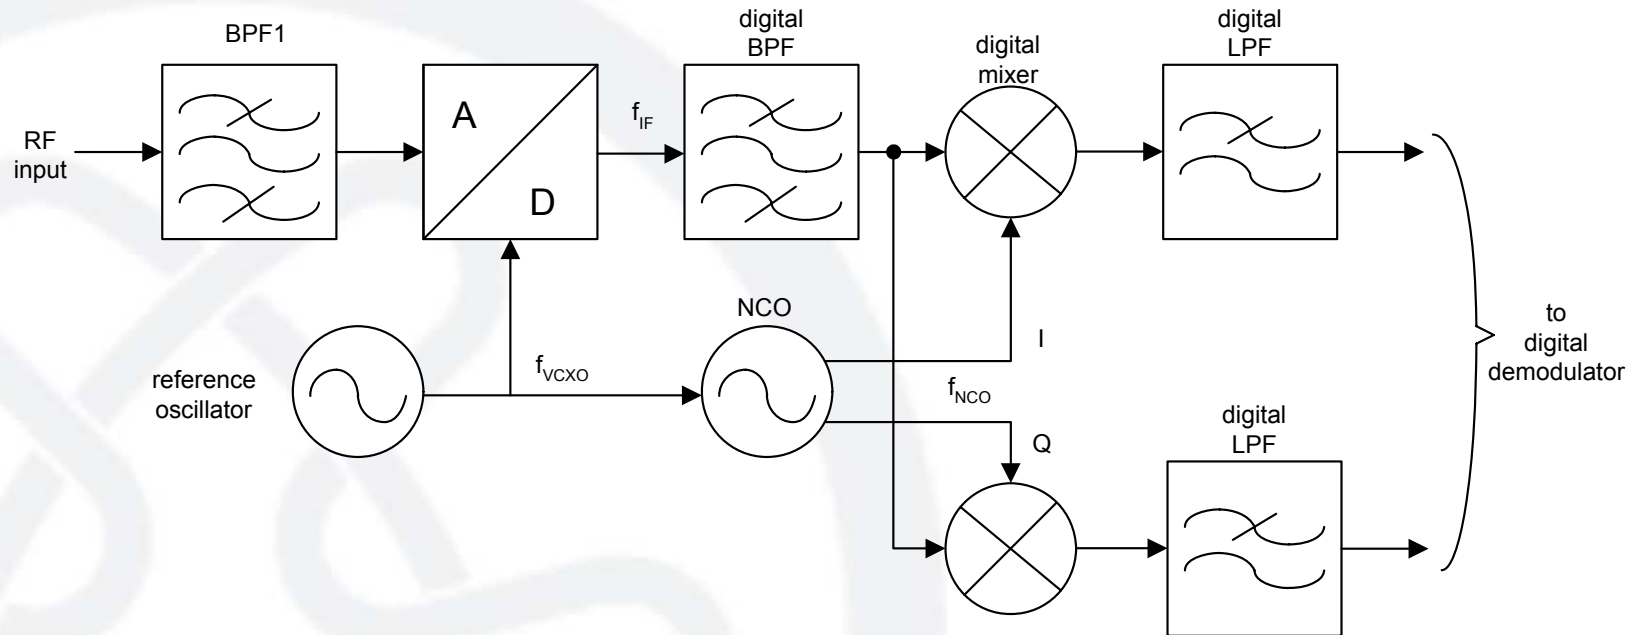 BPF1
digital
BPF
digital
mixer
digital
LPF
RF
input
A
D
f_IF
reference
oscillator
f_VCXO
NCO
I
f_NCO
Q
digital
LPF
to
digital
demodulator